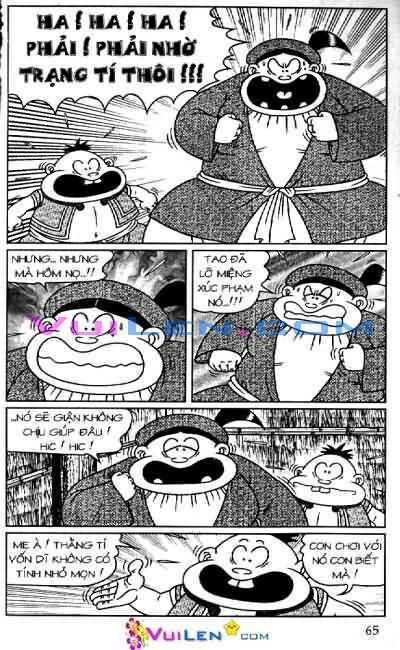 HA! HA! HA!
PHẢI! PHẢI NHỜ
TRẠNG TÍ THÔI!!!
NHƯNG... NHƯNG
MÀ HÔM NỌ..!!
TAO ĐÃ
LỠ MIỆNG
XÚC PHẠM
NÓ...!!!
VUILEN.COM
...NÓ SẼ GIẬN KHÔNG
CHỊU GIÚP ĐÂU!
HIC! HIC!
MẸ À! THẰNG TÍ
VỐN DĨ KHÔNG CÓ
TÍNH NHỎ MỌN!
CON CHƠI VỚI
NÓ CON BIẾT
MÀ!
65
VUILEN.COM